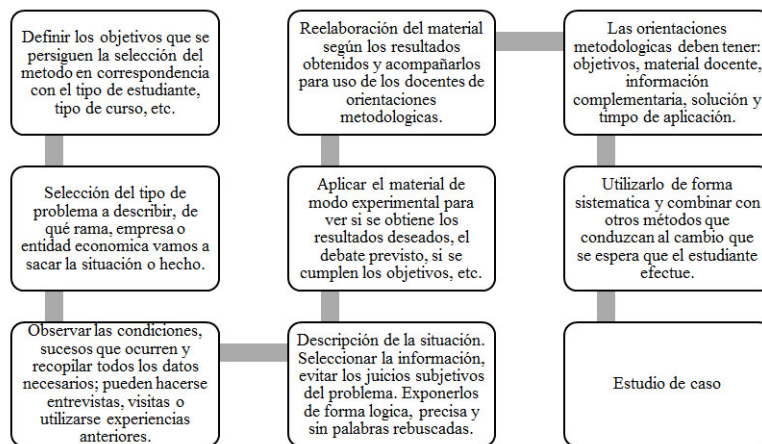 Definir los objetivos que se
persiguen la selección del
metodo en correspondencia
con el tipo de estudiante,
tipo de curso, etc.
Selección del tipo de
problema a describir, de
qué rama, empresa o
entidad economica vamos a
sacar la situación o hecho.
Observar las condiciones,
sucesos que ocurren y
recopilar todos los datos
necesarios; pueden hacerse
entrevistas, visitas o
utilizarse experiencias
anteriores.
Descripción de la situación.
Seleccionar la información,
evitar los juicios subjetivos
del problema. Exponerlos
de forma logica, precisa y
sin palabras rebuscadas.
Aplicar el material de
modo experimental para
ver si se obtiene los
resultados deseados, el
debate previsto, si se
cumplen los objetivos, etc.
Reelaboración del material
según los resultados
obtenidos y acompañarlos
para uso de los docentes de
orientaciones
metodologicas.
Las orientaciones
metodologicas deben tener:
objetivos, material docente,
información
complementaria, solución y
timpo de aplicación.
Utilizarlo de forma
sistematica y combinar con
otros métodos que
conduzcan al cambio que
se espera que el estudiante
efectue.
Estudio de caso